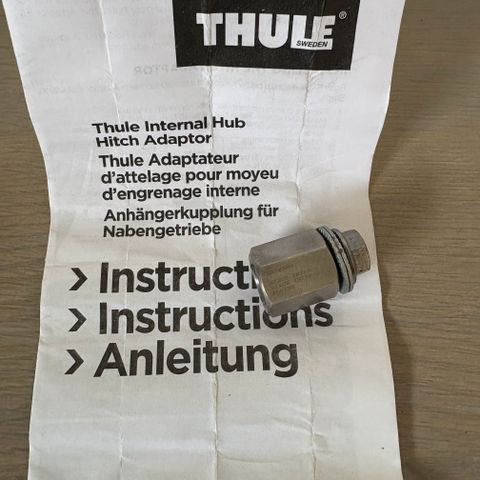 THULE®
SWEDEN
Thule Internal Hub
Hitch Adaptor
Thule Adaptateur
d'attelage pour moyeu
d'engrenage interne
Anhängerkupplung für
Nabengetriebe
> Instructions
> Anleitung